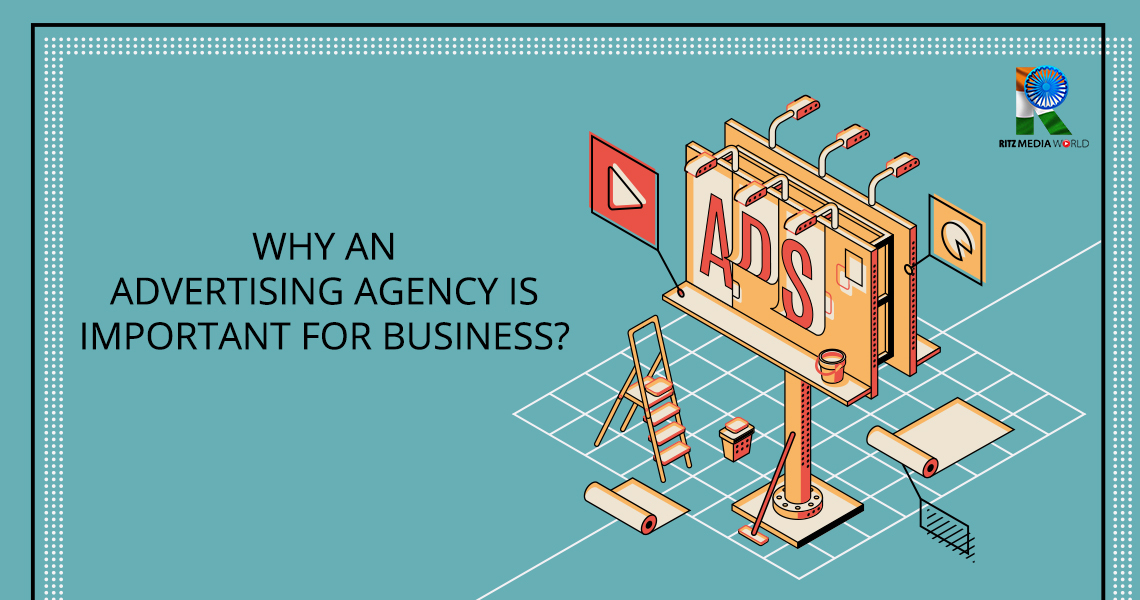 RITZ MEDIA WORLD
WHY AN
ADVERTISING AGENCY IS
IMPORTANT FOR BUSINESS?
ADS